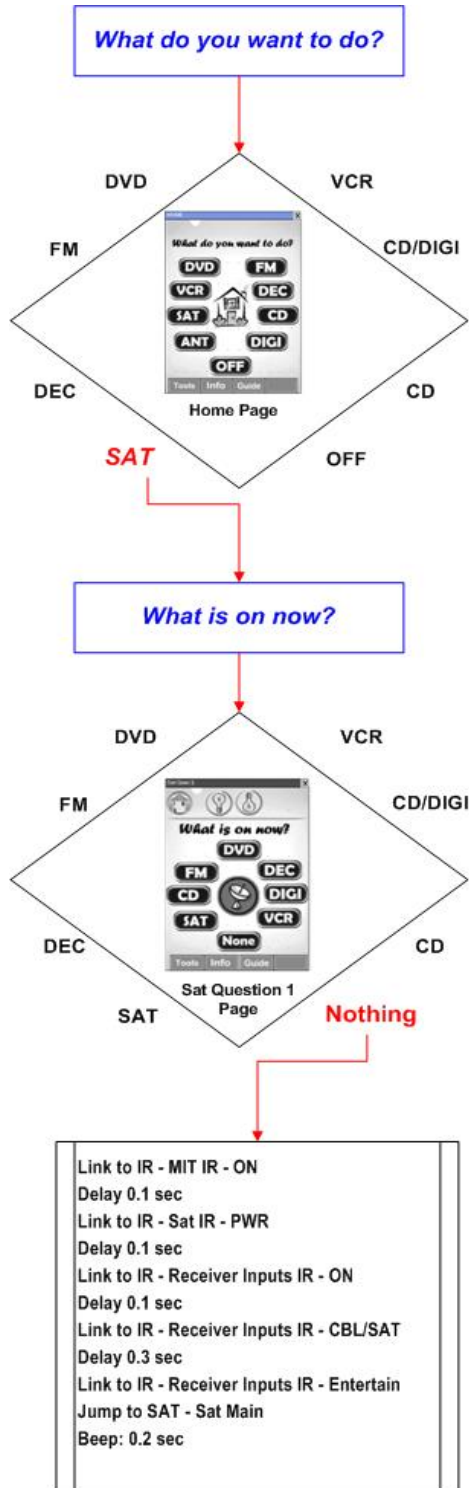 What do you want to do?
DVD
VCR
FM
CD/DIGI
What do you want to do?
DVD FM
VCR DEC
SAT CD
ANT DIGI
OFF
Tools Info Guide
Home Page
DEC
CD
SAT
OFF
What is on now?
DVD
VCR
FM
CD/DIGI
What is on now?
DVD
FM DEC
CD DIGI
SAT VCR
None
Tools Info Guide
Sat Question 1
Page
DEC
CD
SAT
Nothing
Link to IR - MIT IR - ON
Delay 0.1 sec
Link to IR - Sat IR - PWR
Delay 0.1 sec
Link to IR - Receiver Inputs IR - ON
Delay 0.1 sec
Link to IR - Receiver Inputs IR - CBL/SAT
Delay 0.3 sec
Link to IR - Receiver Inputs IR - Entertain
Jump to SAT - Sat Main
Beep: 0.2 sec